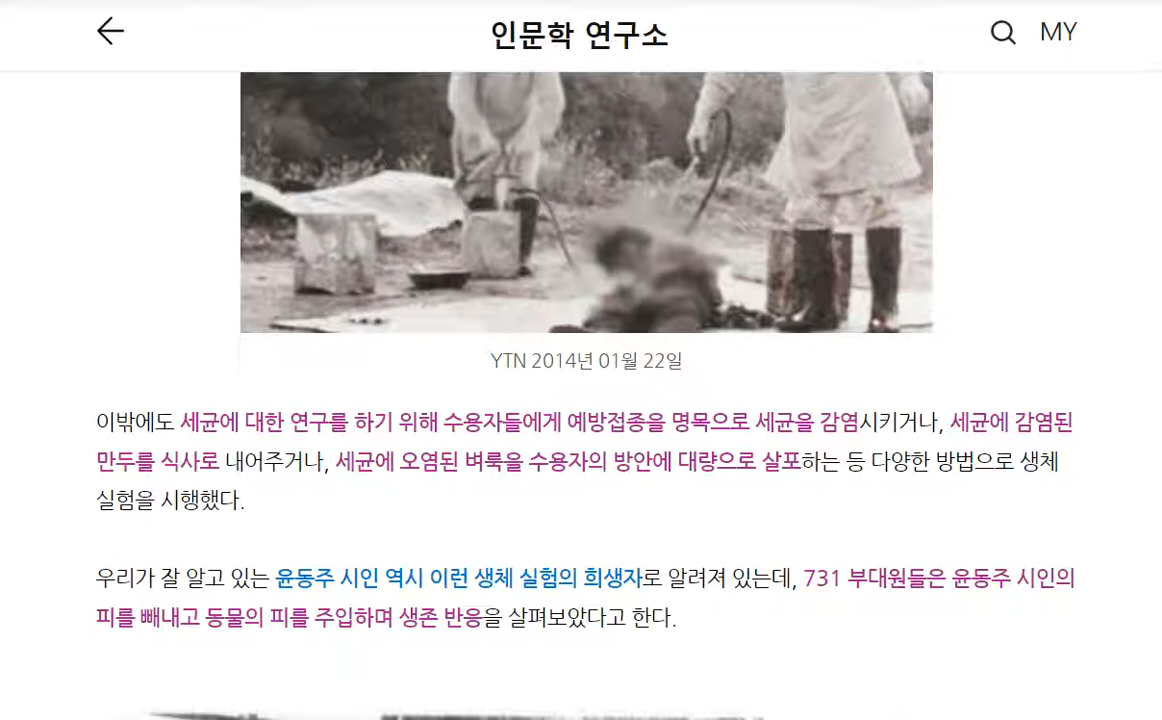 인문학 연구소
MY
YTN 2014년 01월 22일
이밖에도 세균에 대한 연구를 하기 위해 수용자들에게 예방접종을 명목으로 세균을 감염시키거나, 세균에 감염된
만두를 식사로 내어주거나, 세균에 오염된 벼룩을 수용자의 방안에 대량으로 살포하는 등 다양한 방법으로 생체
실험을 시행했다.
우리가 잘 알고 있는 윤동주 시인 역시 이런 생체 실험의 희생자로 알려져 있는데, 731 부대원들은 윤동주 시인의
피를 빼내고 동물의 피를 주입하며 생존 반응을 살펴보았다고 한다.